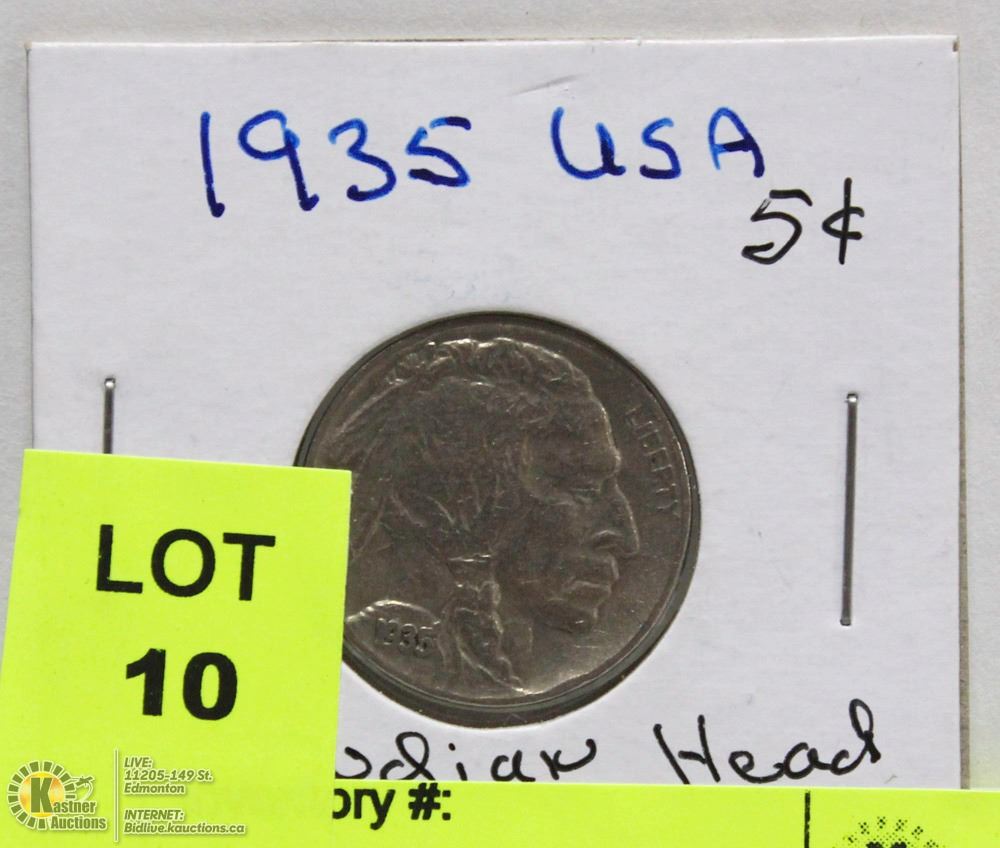 1935 USA
5¢
LIBERTY
1935
LOT
10
ndian Head
ory #:
Kastner
Auctions
LIVE:
11205-149 St.
Edmonton
INTERNET:
Bidlive.kauctions.ca